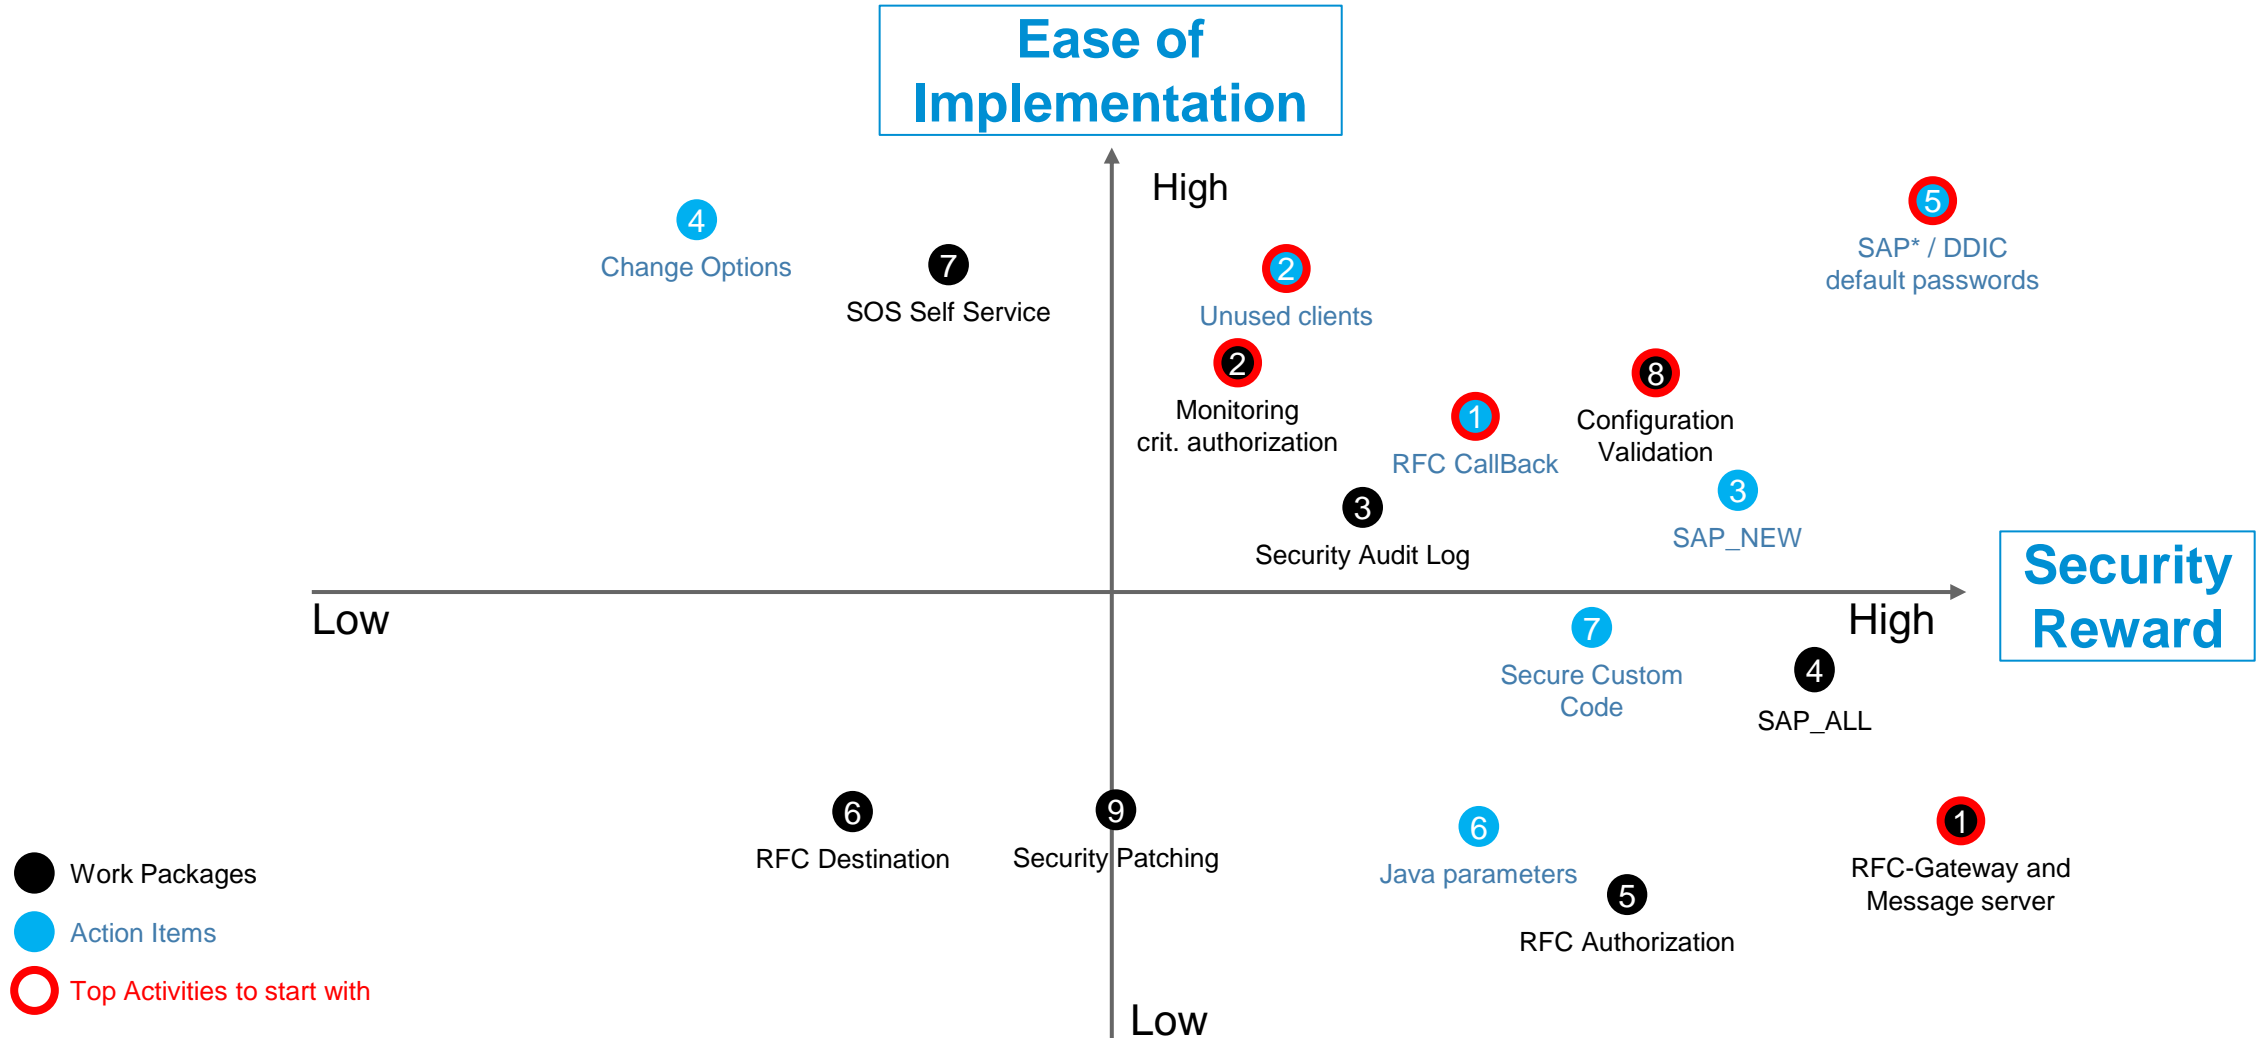 Ease of
Implementation
High
5
4
SAP* / DDIC
default passwords
Change Options
7
2
SOS Self Service
Unused clients
2
8
Monitoring
crit. authorization
1
Configuration
Validation
RFC CallBack
3
3
SAP_NEW
Security Audit Log
Security
Reward
Low
High
7
Secure Custom
Code
4
SAP_ALL
6
RFC Destination
9
Security Patching
6
Java parameters
1
RFC-Gateway and
Message server
5
RFC Authorization
Work Packages
Action Items
Top Activities to start with
Low